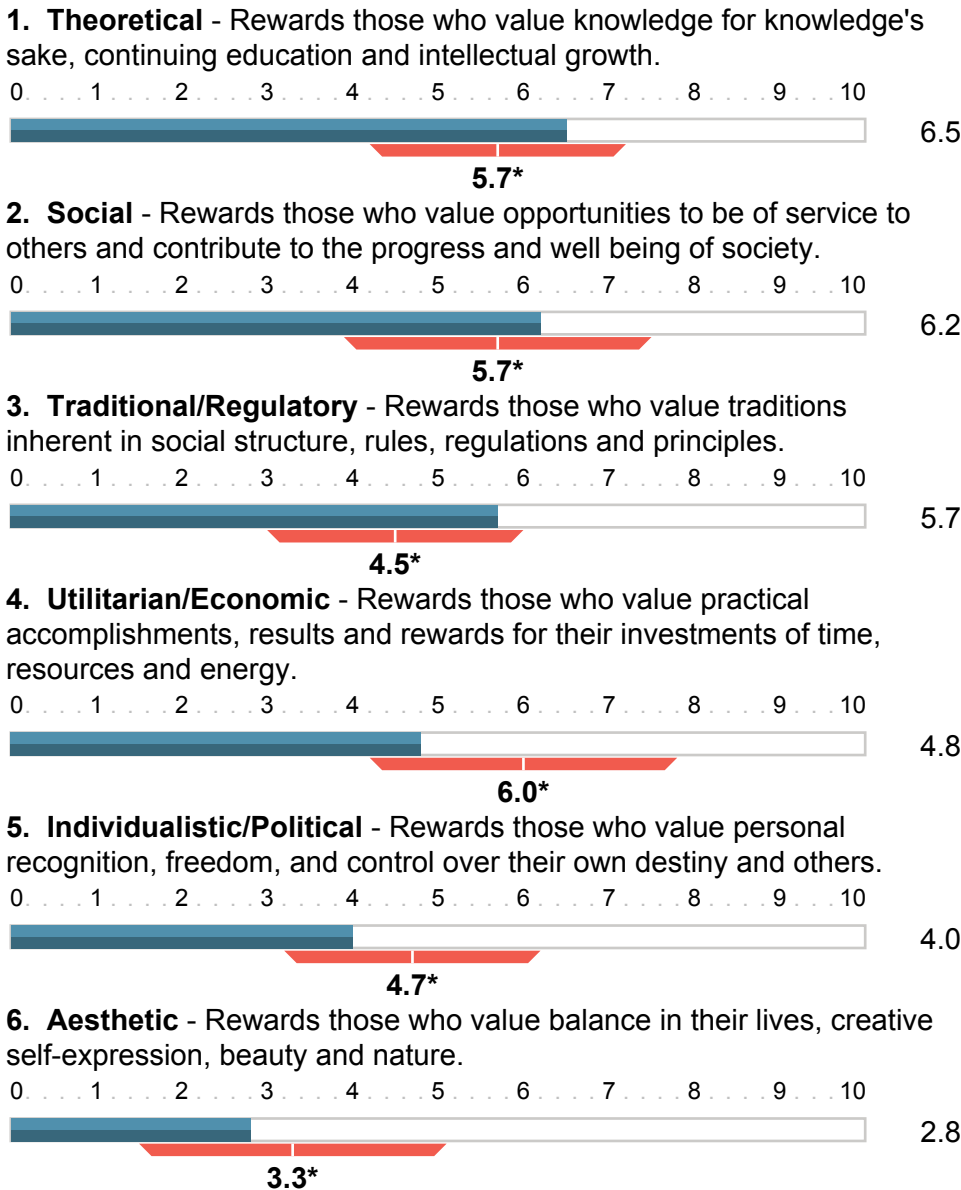 1. Theoretical - Rewards those who value knowledge for knowledge's
sake, continuing education and intellectual growth.
0. . . . 1 . . . . 2 . . . . 3 . . . . 4 . . . . 5 . . . . 6 . . . . 7 . . . . 8 . . . . 9 . . . 10
6.5
5.7*
2. Social - Rewards those who value opportunities to be of service to
others and contribute to the progress and well being of society.
0. . . . 1 . . . . 2 . . . . 3 . . . . 4 . . . . 5 . . . . 6 . . . . 7 . . . . 8 . . . . 9 . . . 10
6.2
5.7*
3. Traditional/Regulatory - Rewards those who value traditions
inherent in social structure, rules, regulations and principles.
0. . . . 1 . . . . 2 . . . . 3 . . . . 4 . . . . 5 . . . . 6 . . . . 7 . . . . 8 . . . . 9 . . . 10
5.7
4.5*
4. Utilitarian/Economic - Rewards those who value practical
accomplishments, results and rewards for their investments of time,
resources and energy.
0. . . . 1 . . . . 2 . . . . 3 . . . . 4 . . . . 5 . . . . 6 . . . . 7 . . . . 8 . . . . 9 . . . 10
4.8
6.0*
5. Individualistic/Political - Rewards those who value personal
recognition, freedom, and control over their own destiny and others.
0. . . . 1 . . . . 2 . . . . 3 . . . . 4 . . . . 5 . . . . 6 . . . . 7 . . . . 8 . . . . 9 . . . 10
4.0
4.7*
6. Aesthetic - Rewards those who value balance in their lives, creative
self-expression, beauty and nature.
0. . . . 1 . . . . 2 . . . . 3 . . . . 4 . . . . 5 . . . . 6 . . . . 7 . . . . 8 . . . . 9 . . . 10
2.8
3.3*